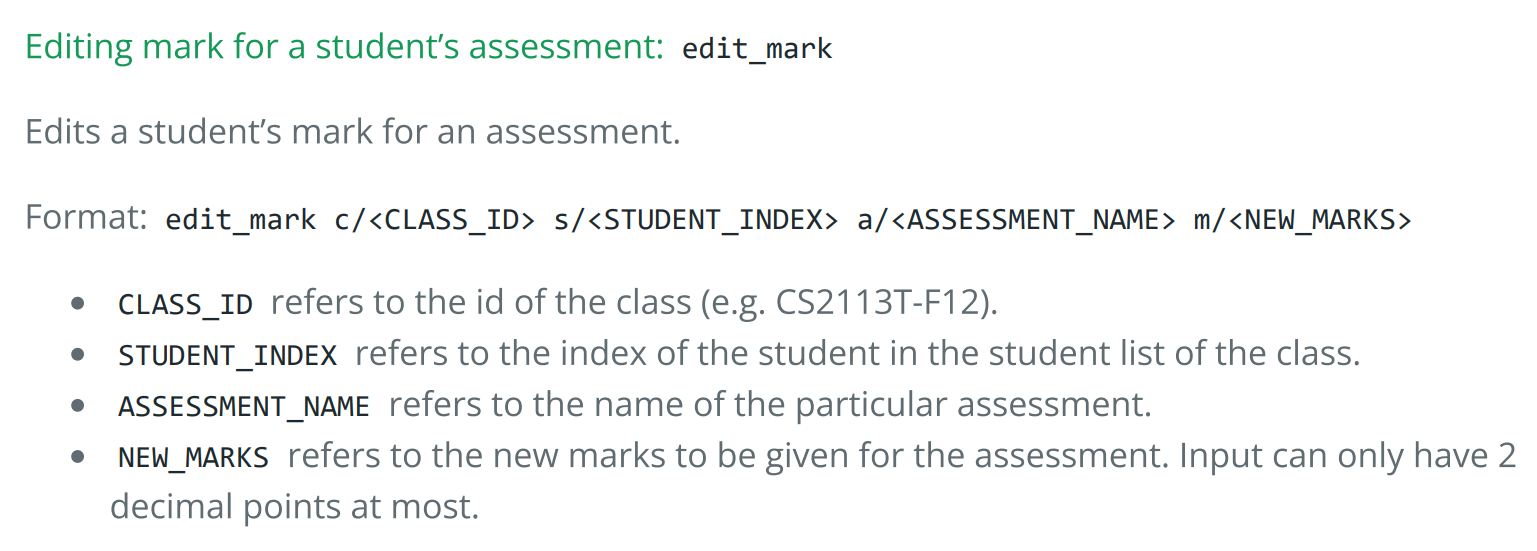 Editing mark for a student’s assessment: edit_mark
Edits a student’s mark for an assessment.
Format: edit_mark c/<CLASS_ID> s/<STUDENT_INDEX> a/<ASSESSMENT_NAME> m/<NEW_MARKS>
• CLASS_ID refers to the id of the class (e.g. CS2113T-F12).
• STUDENT_INDEX refers to the index of the student in the student list of the class.
• ASSESSMENT_NAME refers to the name of the particular assessment.
• NEW_MARKS refers to the new marks to be given for the assessment. Input can only have 2
decimal points at most.